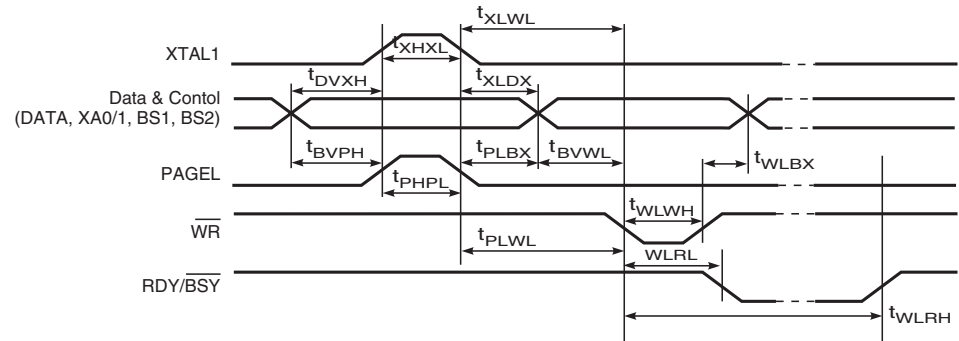 tXLWL
XTAL1
tXHXL
tDVXH
tXLDX
Data & Contol
(DATA, XA0/1, BS1, BS2)
tBVPH
tPLBX
tBVWL
tWLBX
PAGEL
tPHPL
tWLWH
WR
tPLWL
WLRL
RDY/BSY
tWLRH